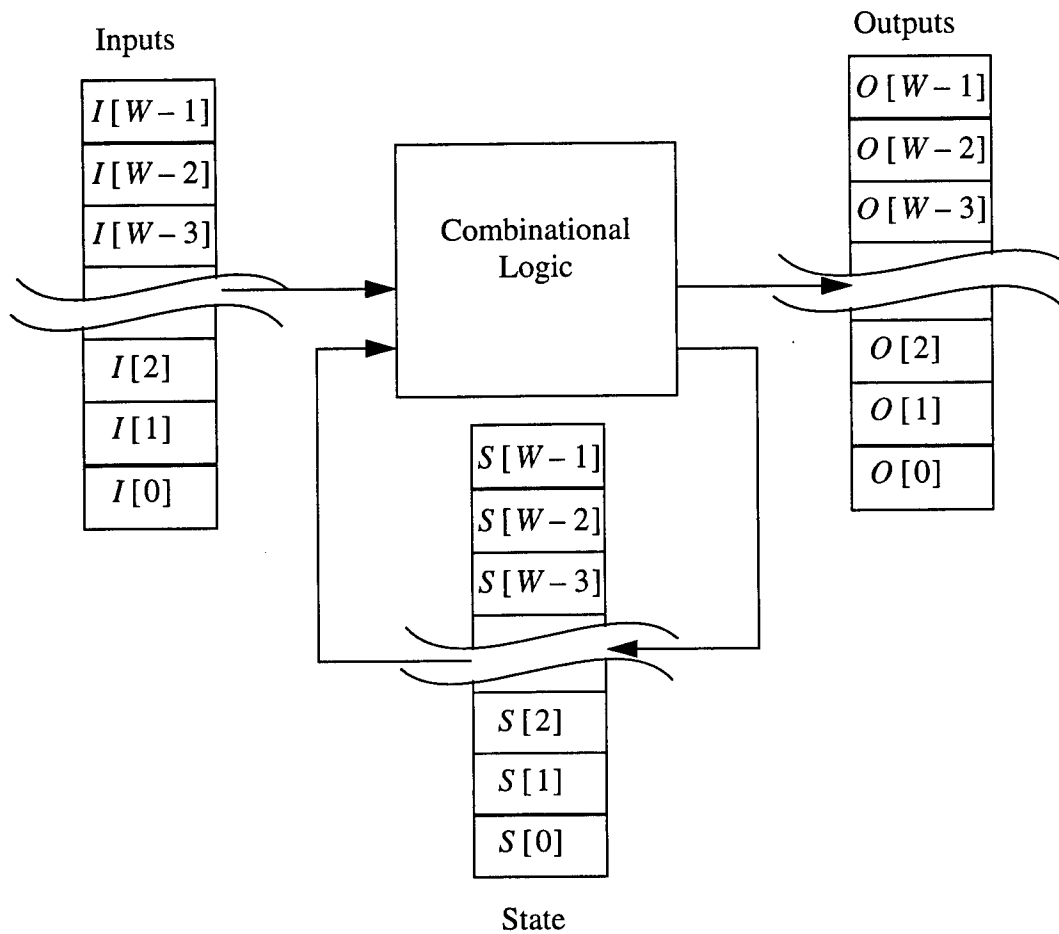 Inputs
I[W–1]
I[W–2]
I[W–3]
I[2]
I[1]
I[0]
Combinational
Logic
Outputs
O[W–1]
O[W–2]
O[W–3]
O[2]
O[1]
O[0]
S[W–1]
S[W–2]
S[W–3]
S[2]
S[1]
S[0]
State